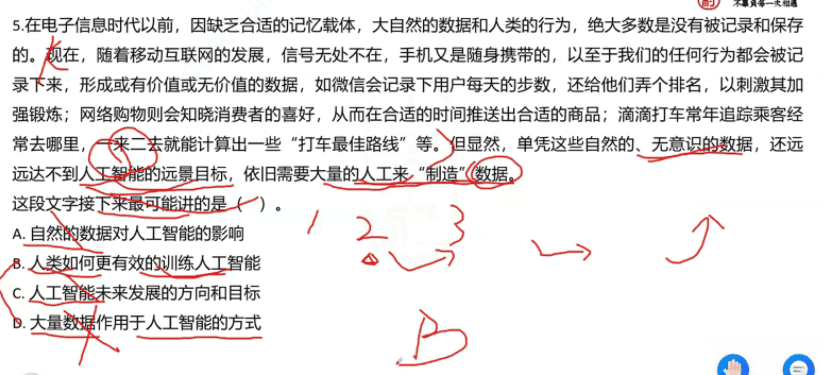 不辜负每一天相遇
5.在电子信息时代以前，因缺乏合适的记忆载体，大自然的数据和人类的行为，绝大多数是没有被记录和保存
的。现在，随着移动互联网的发展，信号无处不在，手机又是随身携带的，以至于我们的任何行为都会被记
录下来，形成或有价值或无价值的数据，如微信会记录下用户每天的步数，还给他们弄个排名，以刺激其加
强锻炼；网络购物则会知晓消费者的喜好，从而在合适的时间推送出合适的商品；滴滴打车常年追踪乘客经
常去哪里，一来二去就能计算出一些“打车最佳路线”等。但显然，单凭这些自然的、无意识的数据，还远
远达不到人工智能的远景目标，依旧需要大量的人工来“制造”数据。
这段文字接下来最可能讲的是（　）。
1 2 3
A. 自然的数据对人工智能的影响
B. 人类如何更有效的训练人工智能
C. 人工智能未来发展的方向和目标
D. 大量数据作用于人工智能的方式
B